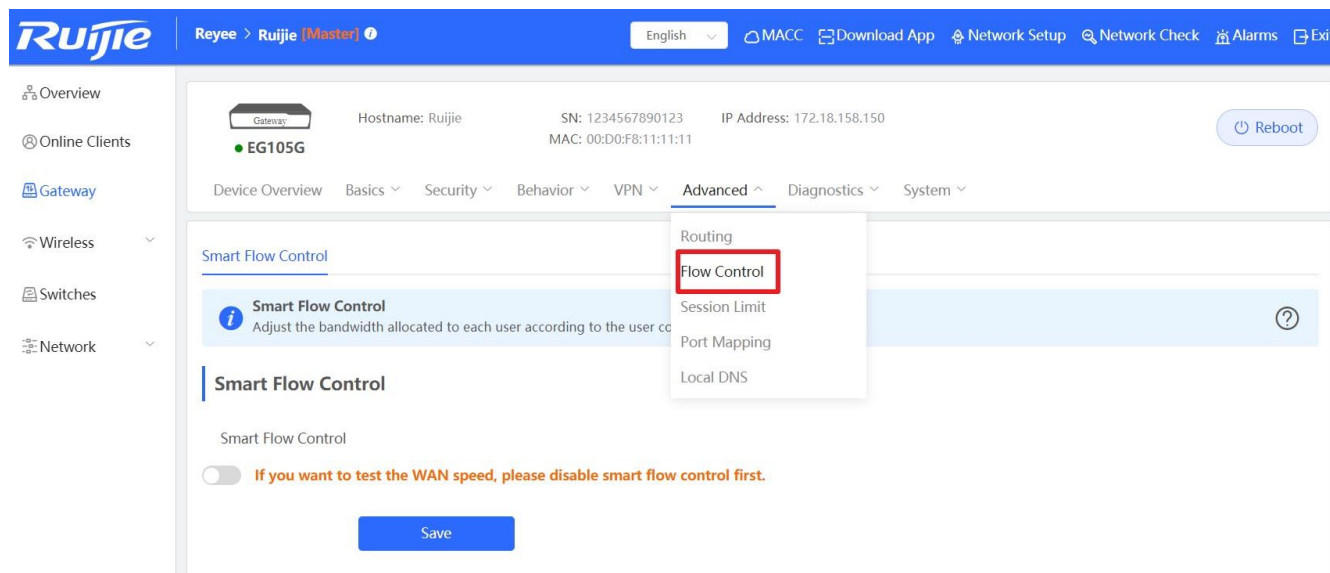 Ruijie
Reyee > Ruijie [Master]
English
MACC
Download App
Network Setup
Network Check
Alarms
Exi
Overview
Online Clients
Gateway
Wireless
Switches
Network
Gateway
EG105G
Hostname: Ruijie
SN: 1234567890123
IP Address: 172.18.158.150
MAC: 00:D0:F8:11:11:11
Reboot
Device Overview
Basics
Security
Behavior
VPN
Advanced
Diagnostics
System
Routing
Flow Control
Session Limit
Port Mapping
Local DNS
Smart Flow Control
Smart Flow Control
Adjust the bandwidth allocated to each user according to the user co
Smart Flow Control
Smart Flow Control
If you want to test the WAN speed, please disable smart flow control first.
Save